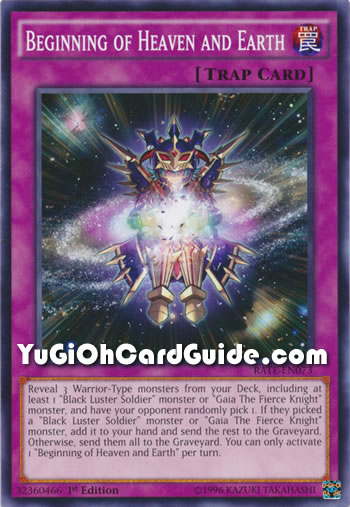 BEGINNING OF HEAVEN AND EARTH
TRAP
罠
[TRAP CARD]
YuGiOhCardGuide.com
RATE-EN073
Reveal 3 Warrior-Type monsters from your Deck, including at
least 1 "Black Luster Soldier" monster or "Gaia The Fierce Knight"
monster, and have your opponent randomly pick 1. If they picked
a "Black Luster Soldier" or "Gaia The Fierce Knight"
monster, add it to your hand and send the rest to the Graveyard.
Otherwise, send them all to the Graveyard. You can only activate
1 "Beginning of Heaven and Earth" per turn.
32360466 1st Edition ©1996 KAZUKI TAKAHASHI